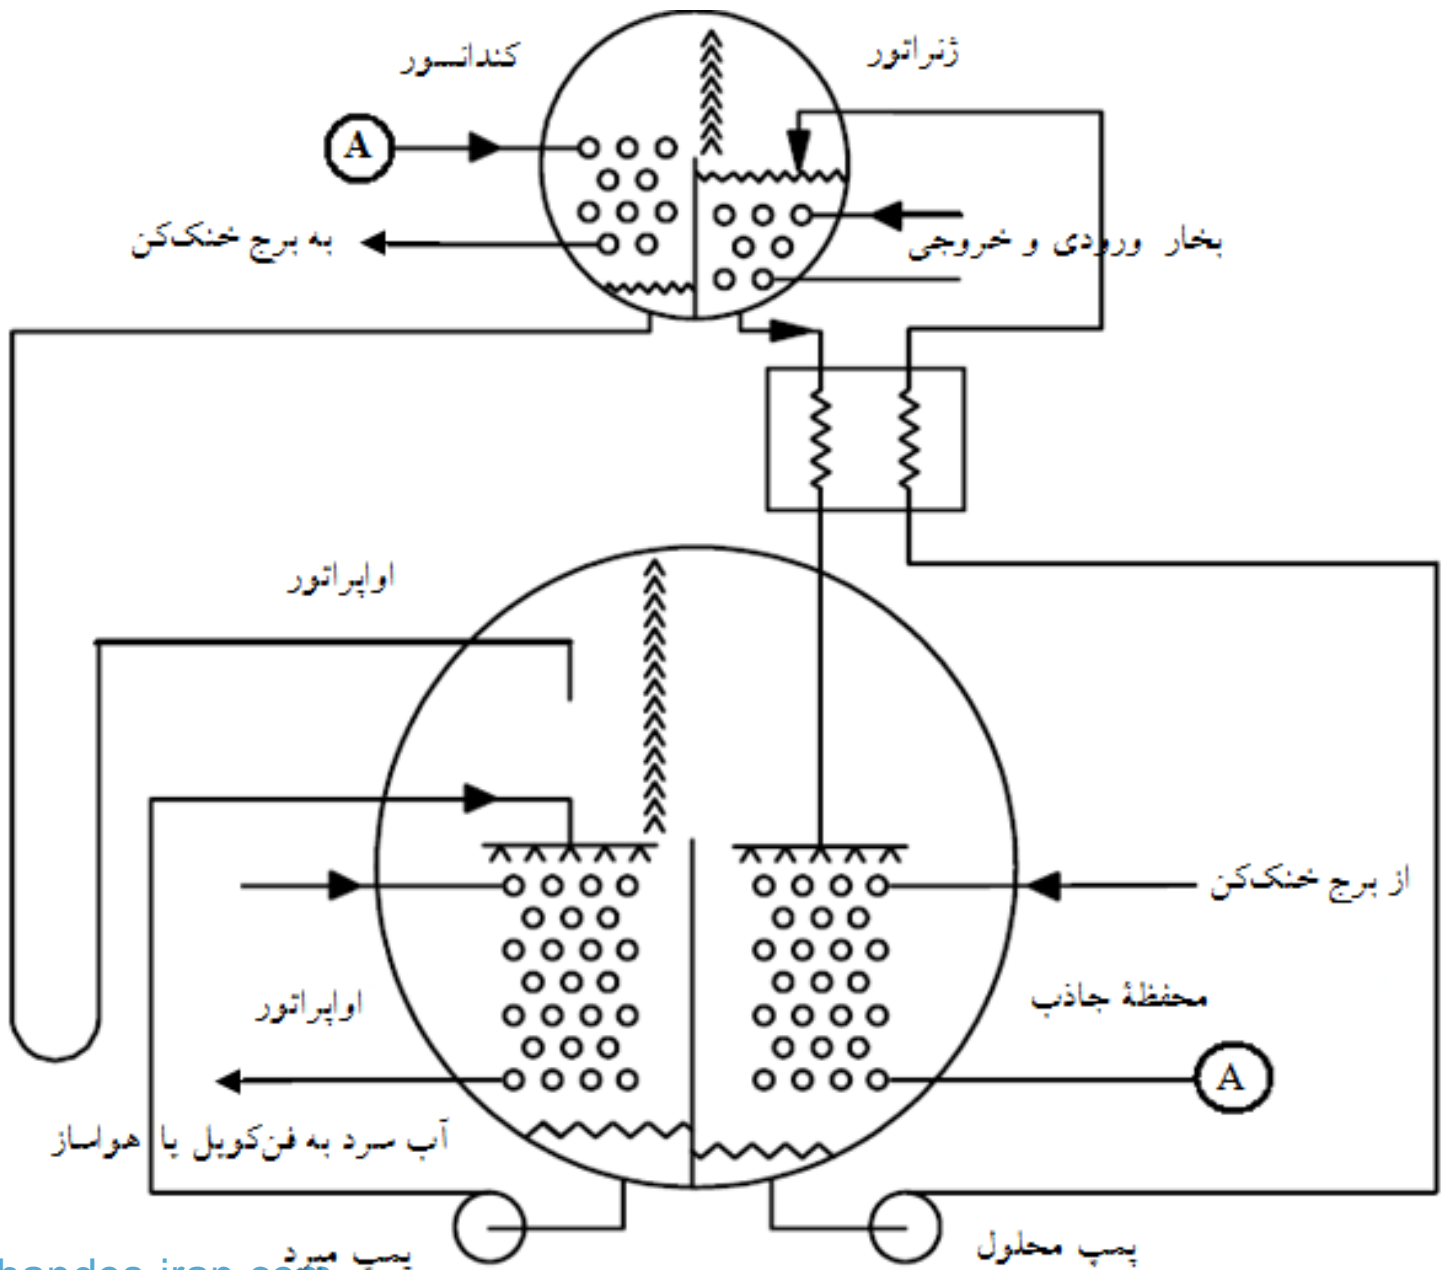 کندانسور
ژنراتور
A
به برج خنک‌کن
بخار ورودی و خروجی
اواپراتور
از برج خنک‌کن
اواپراتور
محفظهٔ جاذب
A
آب سرد به فن‌کویل یا هواساز
پمپ مبرد
پمپ محلول